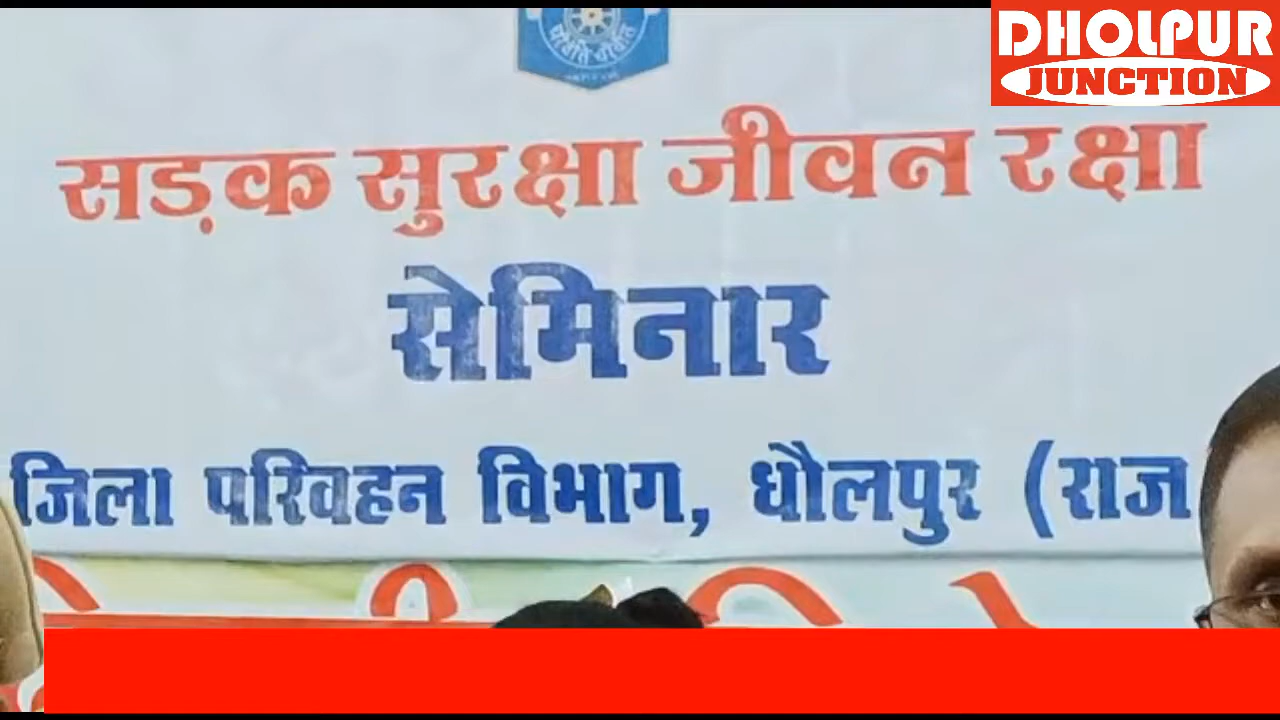 DHOLPUR
JUNCTION
सड़क सुरक्षा जीवन रक्षा
सेमिनार
जिला परिवहन विभाग, धौलपुर (राज